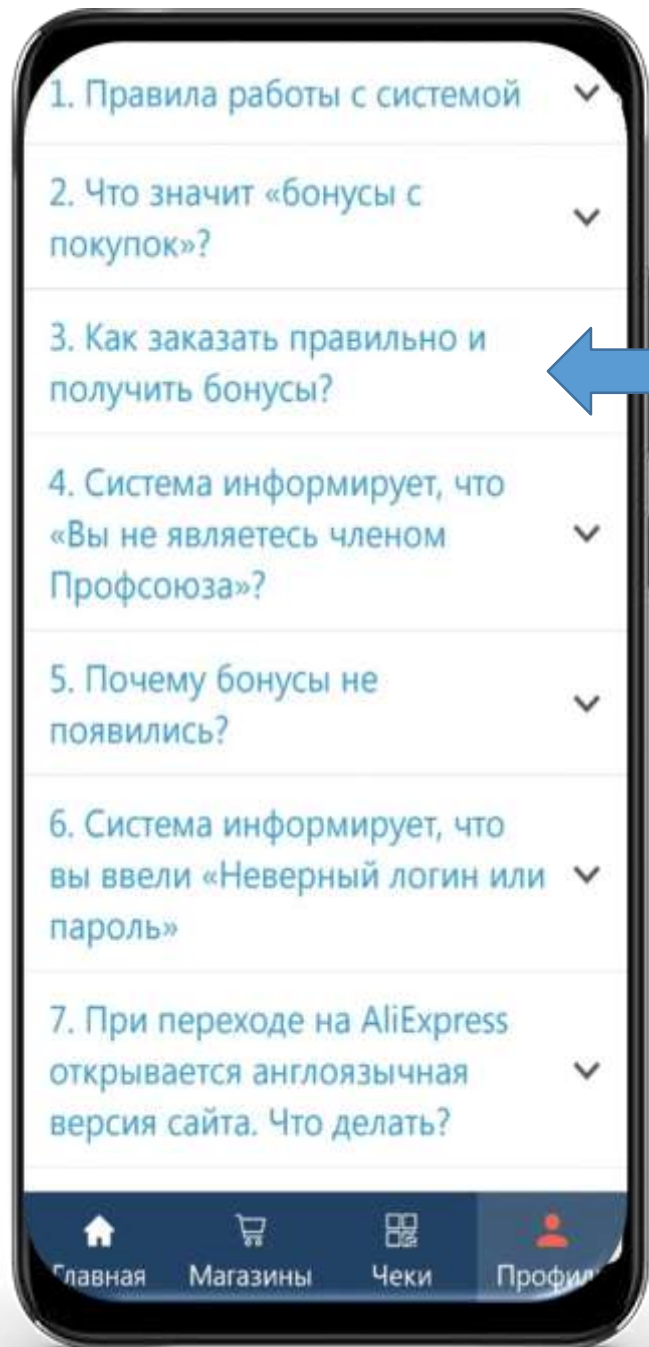 1. Правила работы с системой
2. Что значит «бонусы с
покупок»?
3. Как заказать правильно и
получить бонусы?
4. Система информирует, что
«Вы не являетесь членом
Профсоюза»?
5. Почему бонусы не
появились?
6. Система информирует, что
вы ввели «Неверный логин или
пароль»
7. При переходе на AliExpress
открывается англоязычная
версия сайта. Что делать?
Главная Магазины Чеки Профил